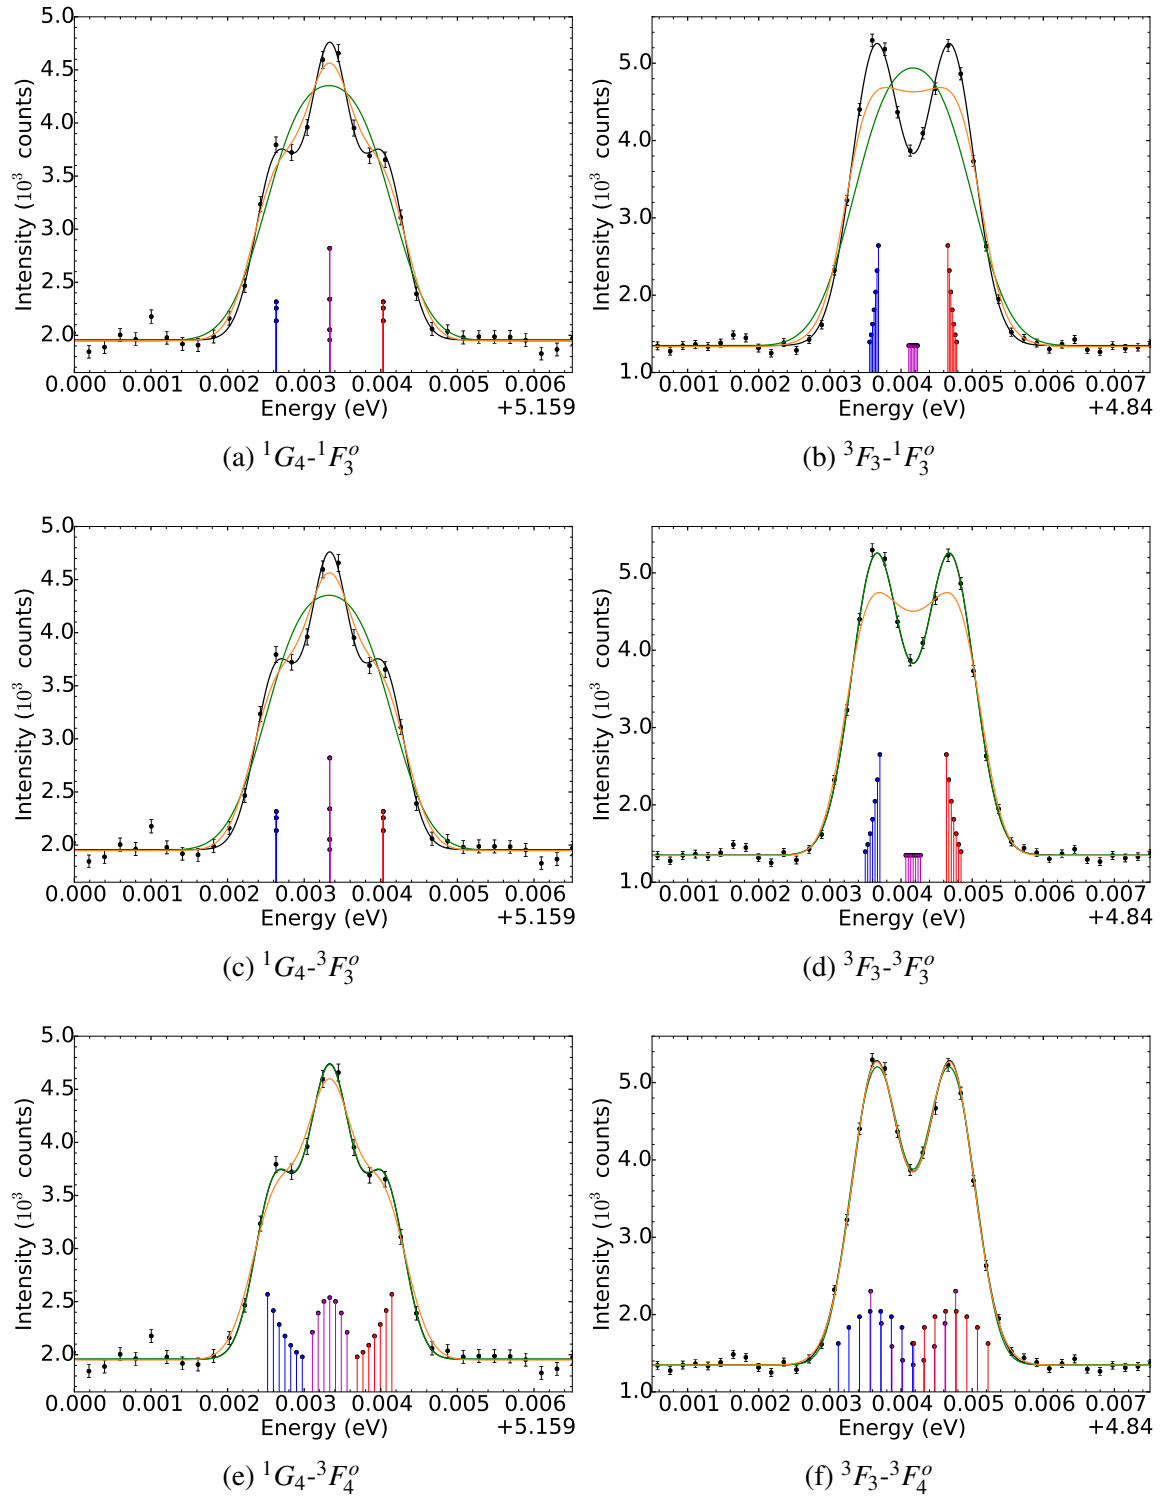 5.0
4.5
4.0
3.5
3.0
2.5
2.0
Intensity (10³ counts)
0.000 0.001 0.002 0.003 0.004 0.005 0.006
Energy (eV)
+5.159
(a) ¹G₄-¹F₃ᵒ
5.0
4.0
3.0
2.0
1.0
Intensity (10³ counts)
0.001 0.002 0.003 0.004 0.005 0.006 0.007
Energy (eV)
+4.84
(b) ³F₃-¹F₃ᵒ
5.0
4.5
4.0
3.5
3.0
2.5
2.0
Intensity (10³ counts)
0.000 0.001 0.002 0.003 0.004 0.005 0.006
Energy (eV)
+5.159
(c) ¹G₄-³F₃ᵒ
5.0
4.0
3.0
2.0
1.0
Intensity (10³ counts)
0.001 0.002 0.003 0.004 0.005 0.006 0.007
Energy (eV)
+4.84
(d) ³F₃-³F₃ᵒ
5.0
4.5
4.0
3.5
3.0
2.5
2.0
Intensity (10³ counts)
0.000 0.001 0.002 0.003 0.004 0.005 0.006
Energy (eV)
+5.159
(e) ¹G₄-³F₄ᵒ
5.0
4.0
3.0
2.0
1.0
Intensity (10³ counts)
0.001 0.002 0.003 0.004 0.005 0.006 0.007
Energy (eV)
+4.84
(f) ³F₃-³F₄ᵒ